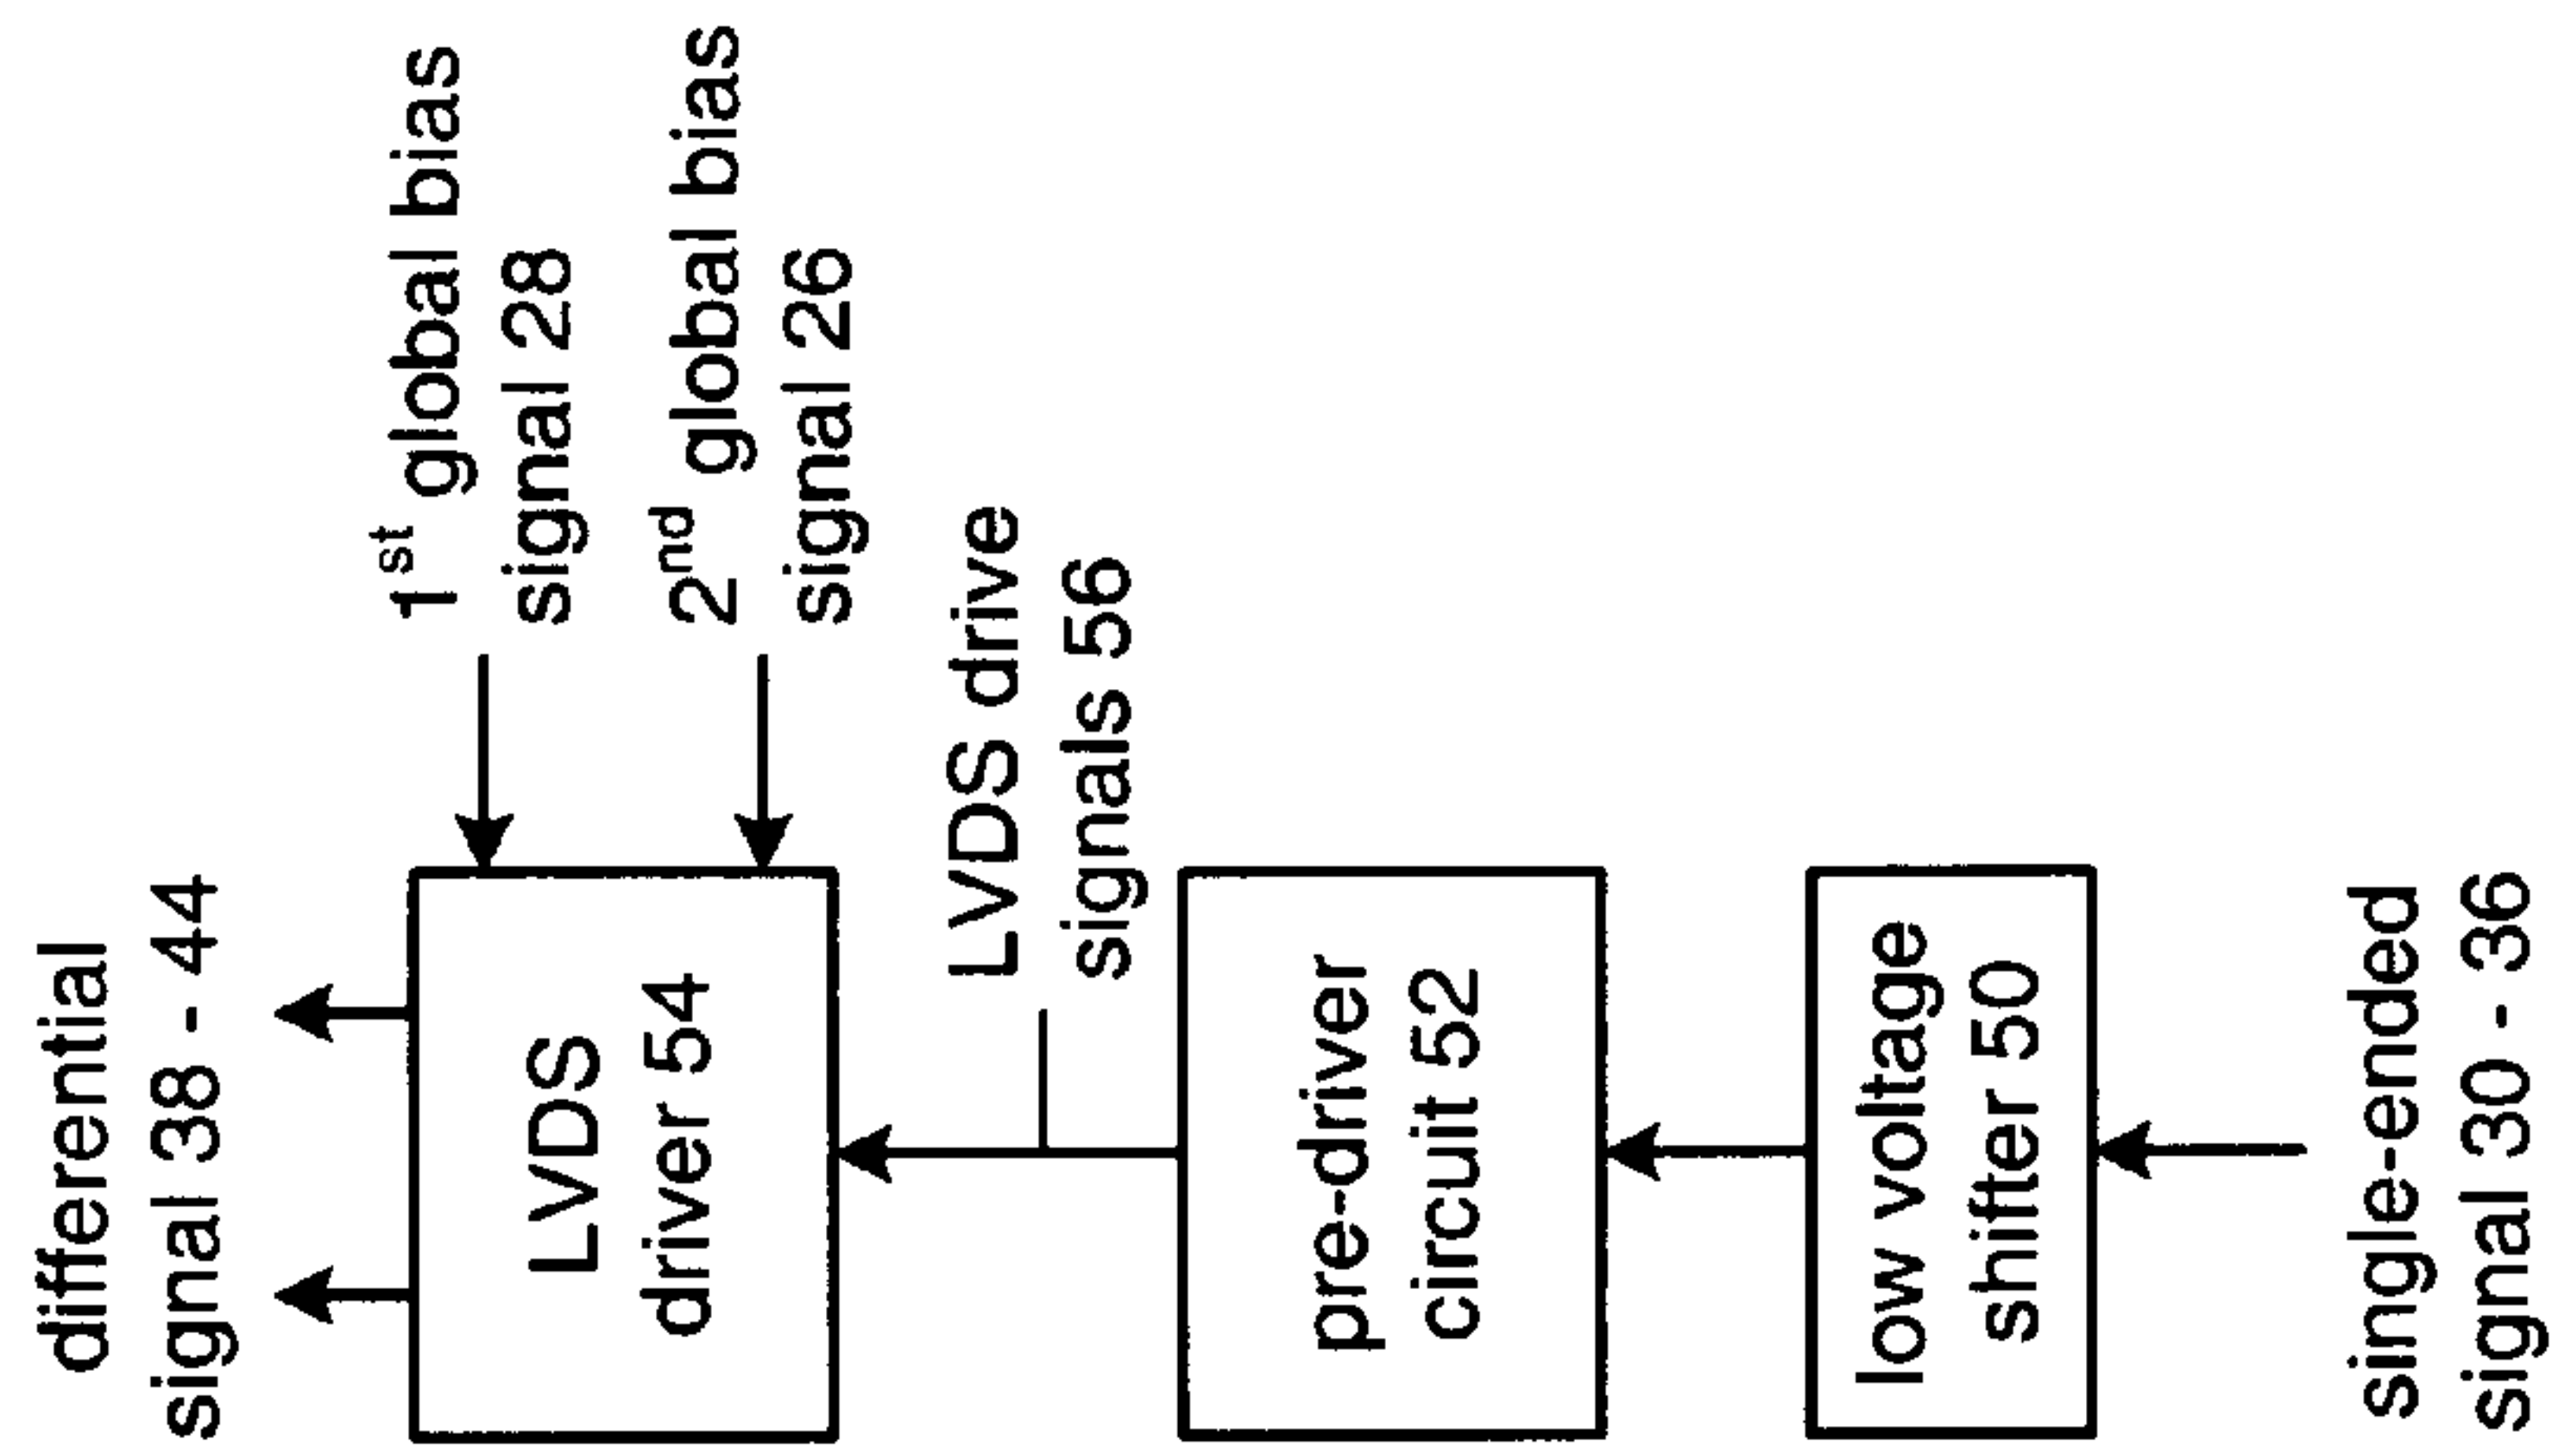 differential
signal 38 - 44
1st global bias
signal 28
2nd global bias
signal 26
LVDS
driver 54
LVDS drive
signals 56
pre-driver
circuit 52
low voltage
shifter 50
single-ended
signal 30 - 36